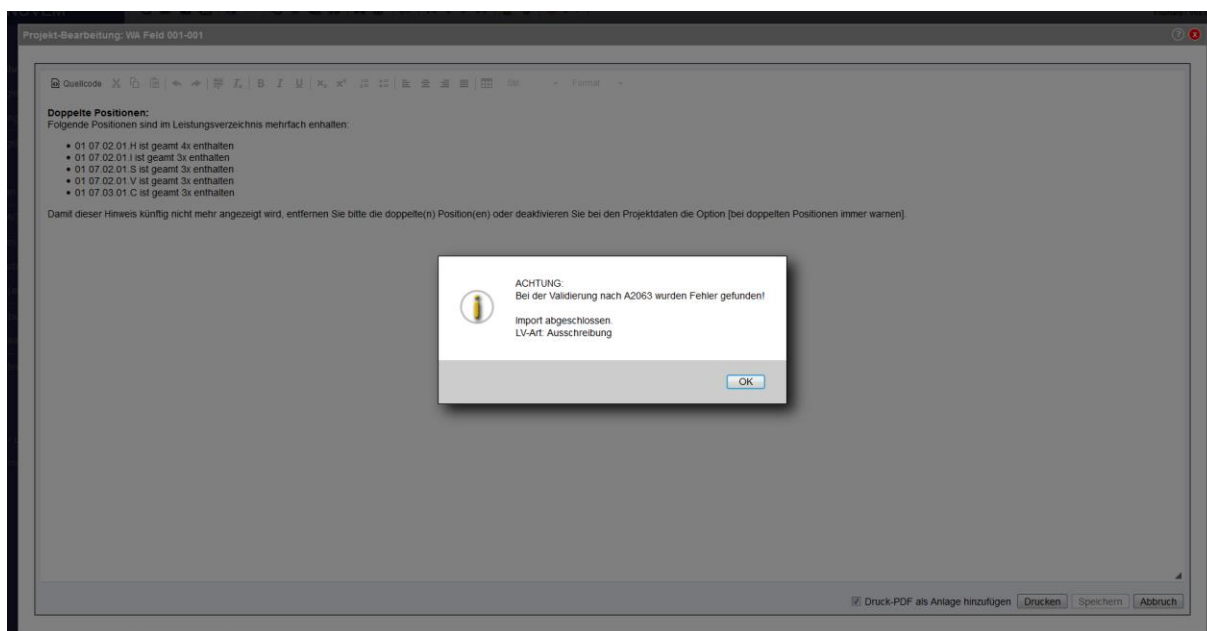 Projekt-Bearbeitung: WA Feld 001-001
Quellcode
B I U
Stil
Format
Doppelte Positionen:
Folgende Positionen sind im Leistungsverzeichnis mehrfach enhalten:
• 01 07.02.01.H ist geamt 4x enthalten
• 01 07.02.01.I ist geamt 3x enthalten
• 01 07.02.01.S ist geamt 3x enthalten
• 01 07.02.01.V ist geamt 3x enthalten
• 01 07.03.01.C ist geamt 3x enthalten
Damit dieser Hinweis künftig nicht mehr angezeigt wird, entfernen Sie bitte die doppelte(n) Position(en) oder deaktivieren Sie bei den Projektdaten die Option [bei doppelten Positionen immer warnen].
ACHTUNG:
Bei der Validierung nach A2063 wurden Fehler gefunden!
Import abgeschlossen.
LV-Art: Ausschreibung
OK
Druck-PDF als Anlage hinzufügen
Drucken
Speichern
Abbruch